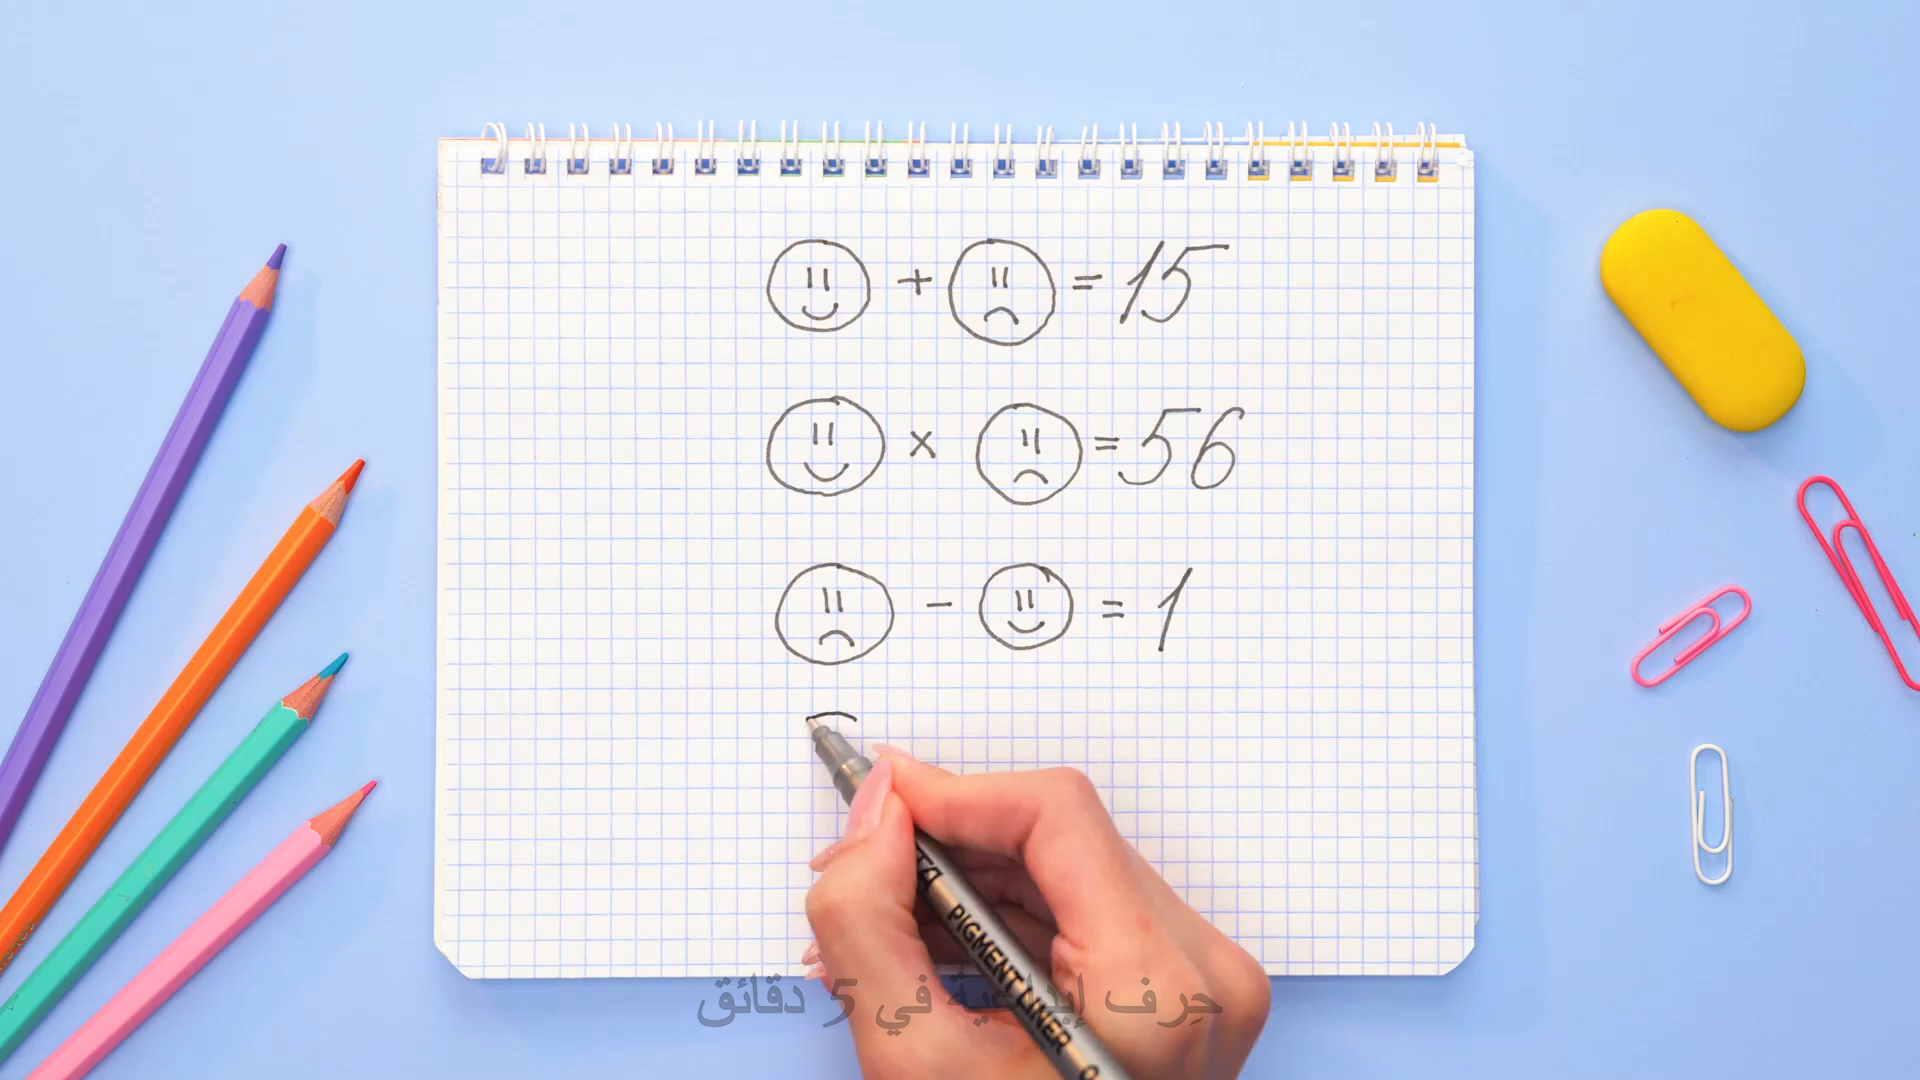 + = 15
× = 56
- = 1
PIGMENT LINER
حِرف إبداعية في 5 دقائق